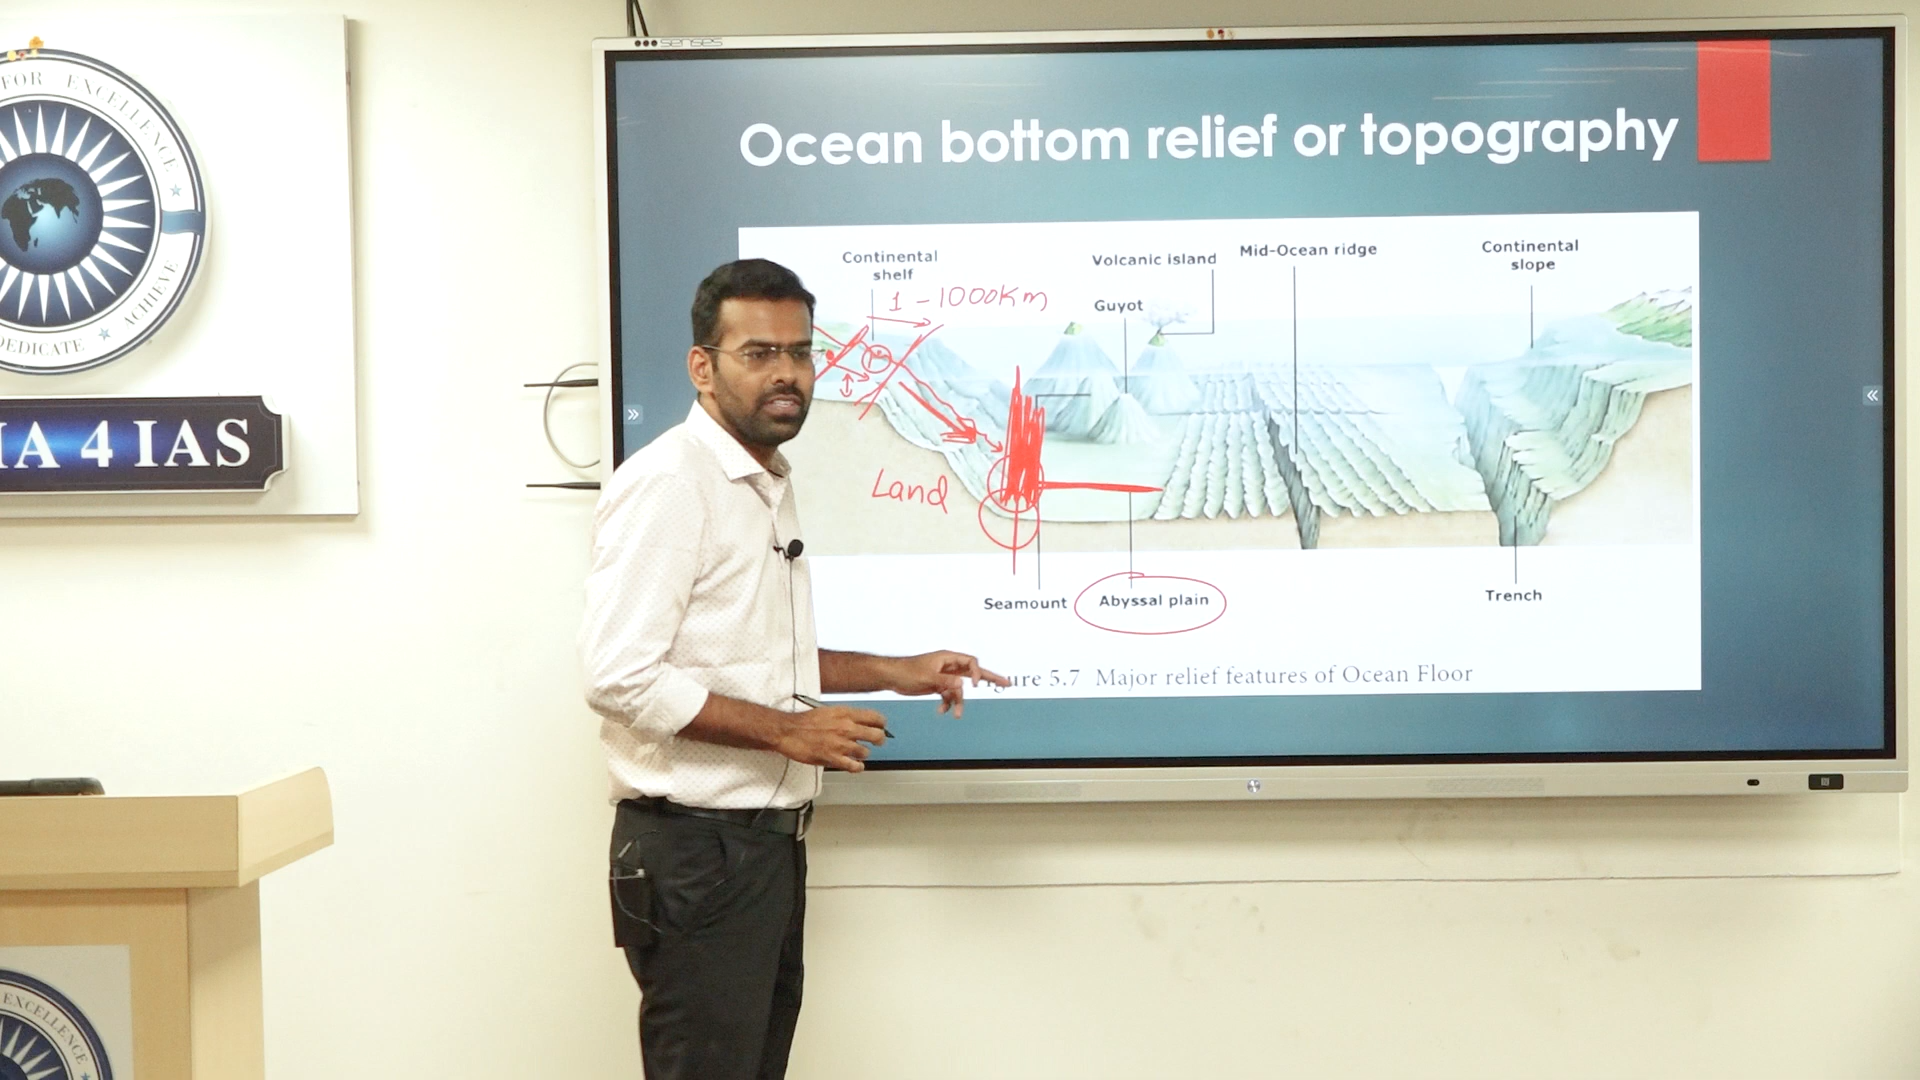 FOR EXCELLENCE
DEDICATE
ACHIEVE
IA 4 IAS
senses
Ocean bottom relief or topography
Continental
shelf
Volcanic island
Mid-Ocean ridge
Continental
slope
1 - 1000Km
Guyot
Land
Seamount
Abyssal plain
Trench
gure 5.7 Major relief features of Ocean Floor
EXCELLENCE